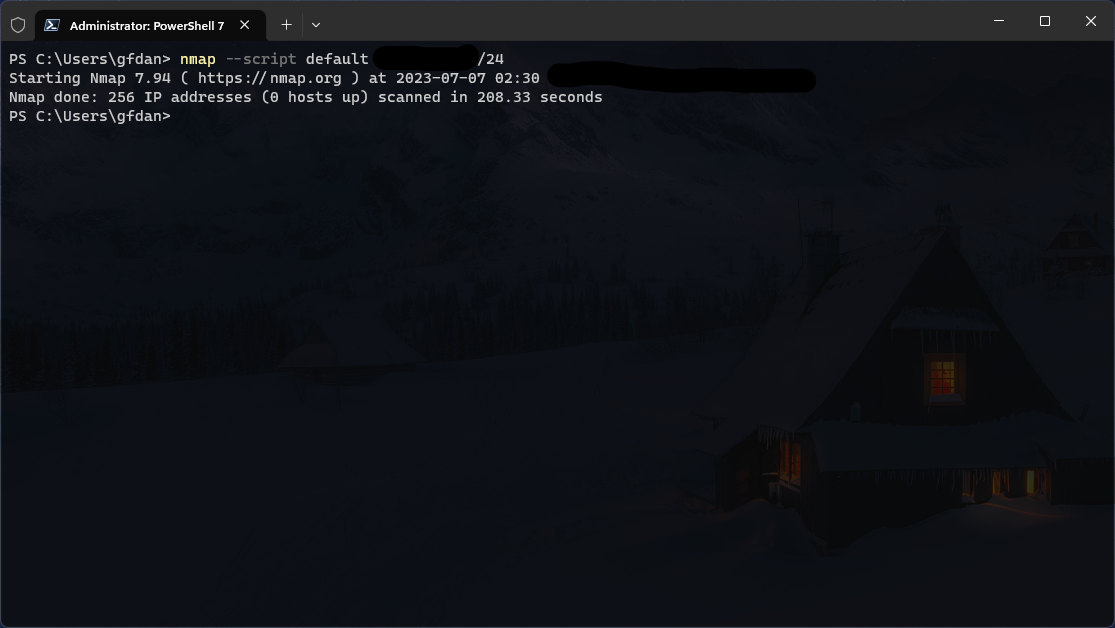 Administrator: PowerShell 7
PS C:\Users\gfdan> nmap --script default /24
Starting Nmap 7.94 ( https://nmap.org ) at 2023-07-07 02:30
Nmap done: 256 IP addresses (0 hosts up) scanned in 208.33 seconds
PS C:\Users\gfdan>